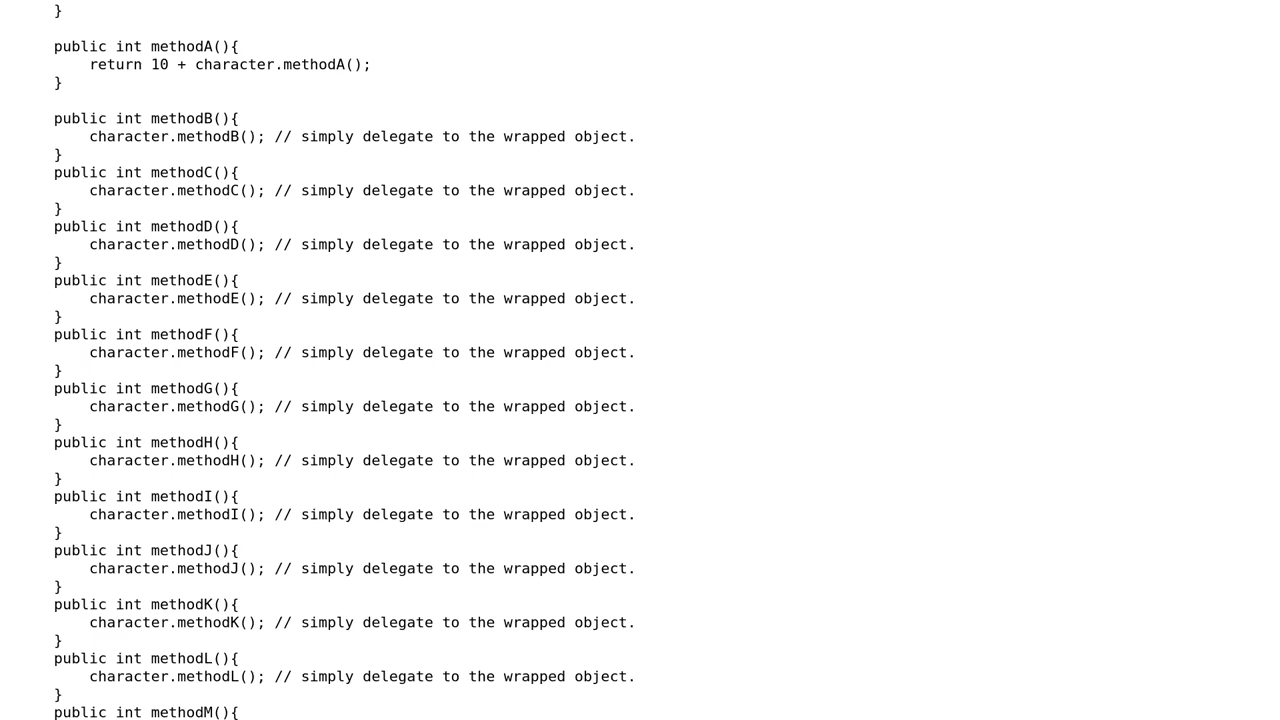 }
public int methodA(){
return 10 + character.methodA();
}
public int methodB(){
character.methodB(); // simply delegate to the wrapped object.
}
public int methodC(){
character.methodC(); // simply delegate to the wrapped object.
}
public int methodD(){
character.methodD(); // simply delegate to the wrapped object.
}
public int methodE(){
character.methodE(); // simply delegate to the wrapped object.
}
public int methodF(){
character.methodF(); // simply delegate to the wrapped object.
}
public int methodG(){
character.methodG(); // simply delegate to the wrapped object.
}
public int methodH(){
character.methodH(); // simply delegate to the wrapped object.
}
public int methodI(){
character.methodI(); // simply delegate to the wrapped object.
}
public int methodJ(){
character.methodJ(); // simply delegate to the wrapped object.
}
public int methodK(){
character.methodK(); // simply delegate to the wrapped object.
}
public int methodL(){
character.methodL(); // simply delegate to the wrapped object.
}
public int methodM(){